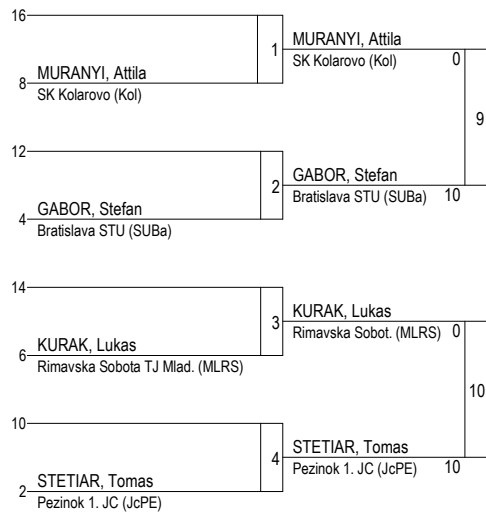 16
1
MURANYI, Attila
SK Kolarovo (Kol)
0
8
MURANYI, Attila
SK Kolarovo (Kol)
9
12
2
GABOR, Stefan
Bratislava STU (SUBa)
10
4
GABOR, Stefan
Bratislava STU (SUBa)
14
3
KURAK, Lukas
Rimavska Sobot. (MLRS)
0
6
KURAK, Lukas
Rimavska Sobota TJ Mlad. (MLRS)
10
10
4
STETIAR, Tomas
Pezinok 1. JC (JcPE)
10
2
STETIAR, Tomas
Pezinok 1. JC (JcPE)